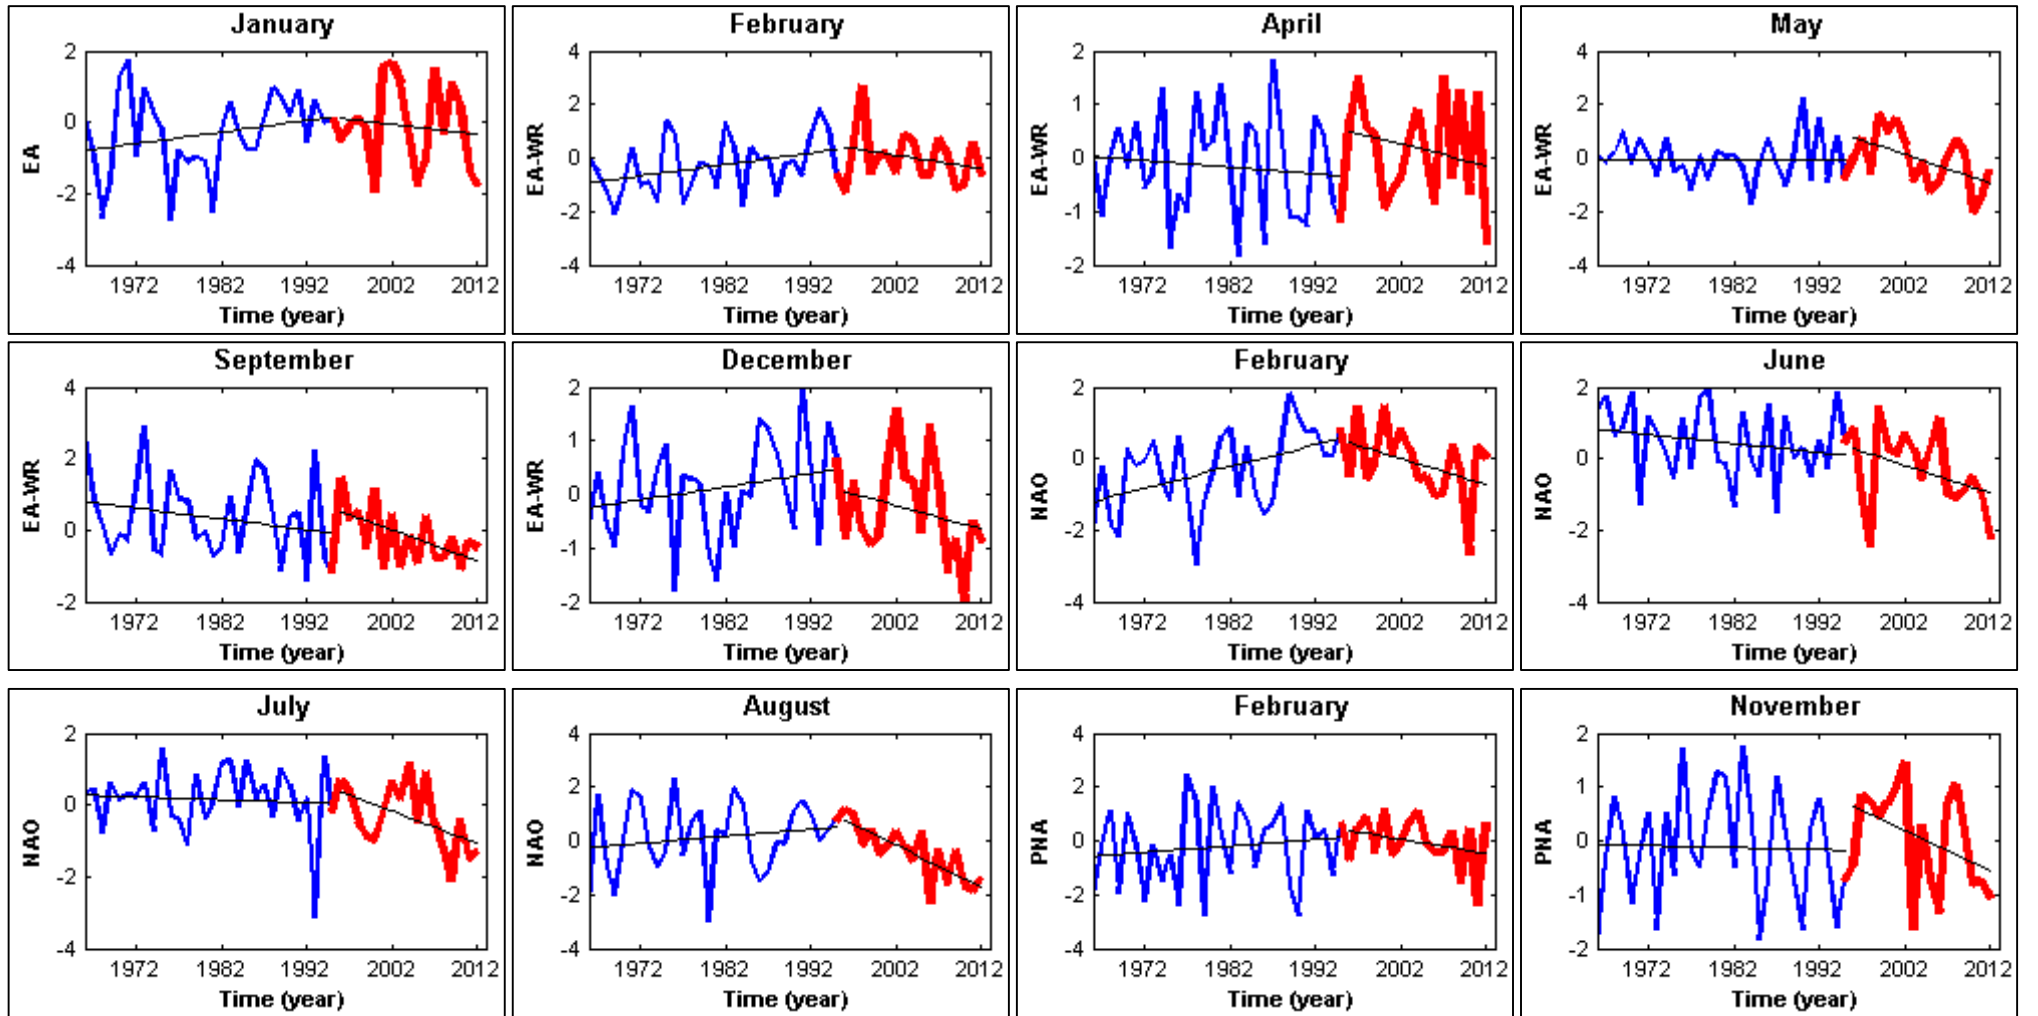 January
2
0
-2
-4
EA
1972 1982 1992 2002 2012
Time (year)
February
4
2
0
-2
-4
EA-WR
1972 1982 1992 2002 2012
Time (year)
April
2
1
0
-1
-2
EA-WR
1972 1982 1992 2002 2012
Time (year)
May
4
2
0
-2
-4
EA-WR
1972 1982 1992 2002 2012
Time (year)
September
4
2
0
-2
EA-WR
1972 1982 1992 2002 2012
Time (year)
December
2
1
0
-1
-2
EA-WR
1972 1982 1992 2002 2012
Time (year)
February
2
0
-2
-4
NAO
1972 1982 1992 2002 2012
Time (year)
June
2
0
-2
-4
NAO
1972 1982 1992 2002 2012
Time (year)
July
2
0
-2
-4
NAO
1972 1982 1992 2002 2012
Time (year)
August
4
2
0
-2
-4
NAO
1972 1982 1992 2002 2012
Time (year)
February
4
2
0
-2
-4
PNA
1972 1982 1992 2002 2012
Time (year)
November
2
1
0
-1
-2
PNA
1972 1982 1992 2002 2012
Time (year)